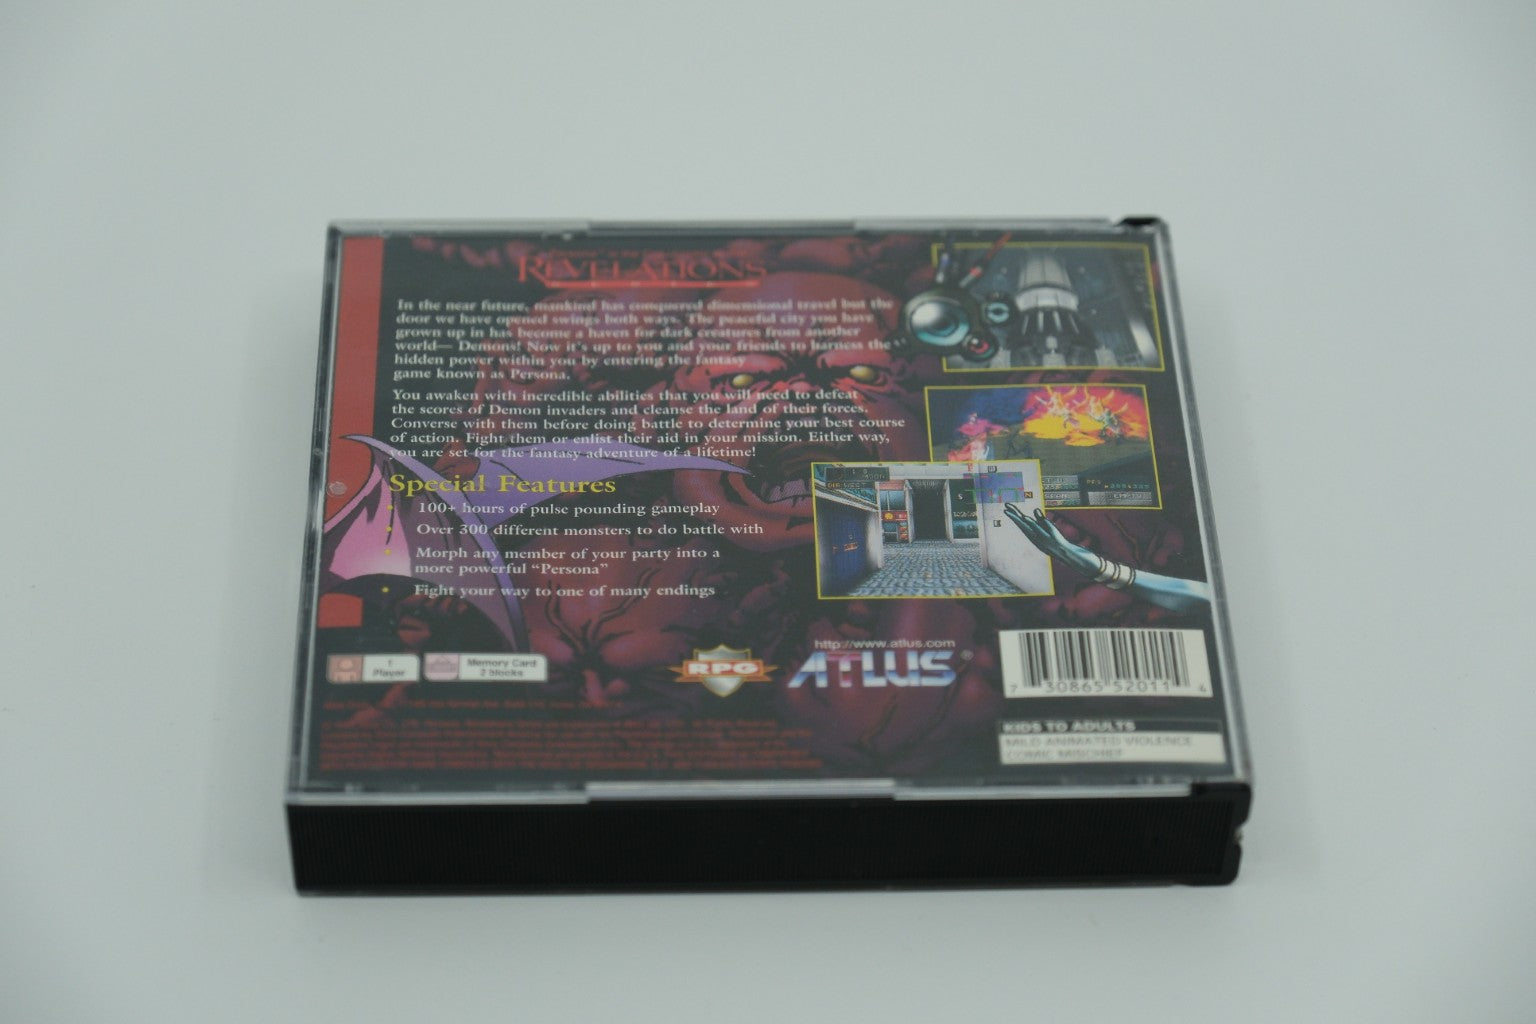 REVELATIONS
SERIES
In the near future, mankind has conquered dimensional travel but the
door we have opened swings both ways. The peaceful city you have
grown up in has become a haven for dark creatures from another
world— Demons! Now it's up to you and your friends to harness the
hidden power within you by entering the fantasy
game known as Persona.
You awaken with incredible abilities that you will need to defeat
the scores of Demon invaders and cleanse the land of their forces.
Converse with them before doing battle to determine your best course
of action. Fight them or enlist their aid in your mission. Either way,
you are set for the fantasy adventure of a lifetime!
Special Features
100+ hours of pulse pounding gameplay
Over 300 different monsters to do battle with
Morph any member of your party into a
more powerful “Persona”
Fight your way to one of many endings
1
Player
Memory Card
2 blocks
RPG
http://www.atlus.com
ATLUS®
7 30865 52011 4
KIDS TO ADULTS
MILD ANIMATED VIOLENCE
COMIC MISCHIEF